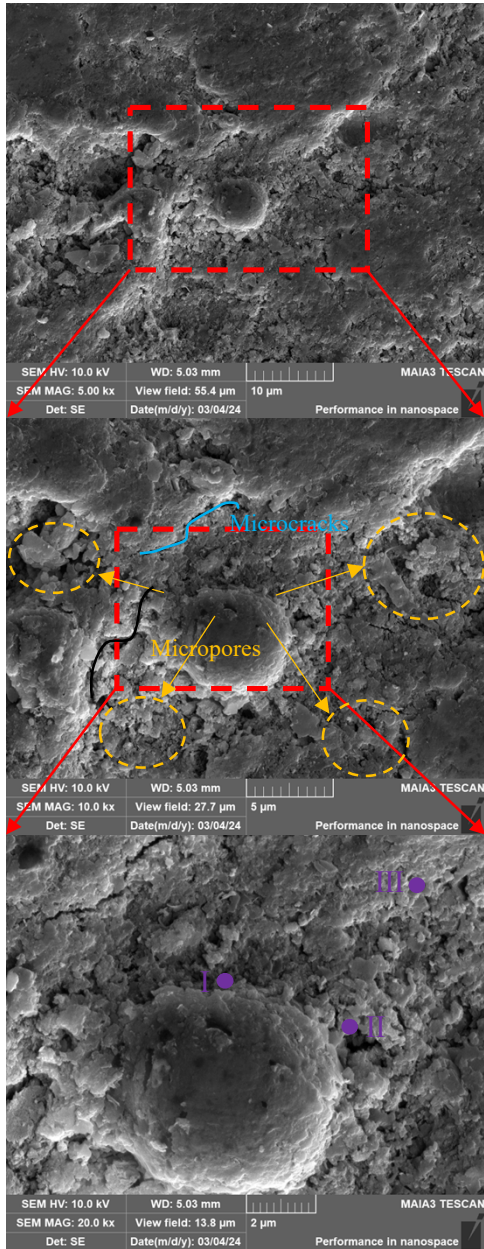 SEM HV: 10.0 kV WD: 5.03 mm MAIA3 TESCAN
SEM MAG: 5.00 kx View field: 55.4 µm 10 µm
Det: SE Date(m/d/y): 03/04/24 Performance in nanospace
Microcracks
Micropores
SEM HV: 10.0 kV WD: 5.03 mm MAIA3 TESCAN
SEM MAG: 10.0 kx View field: 27.7 µm 5 µm
Det: SE Date(m/d/y): 03/04/24 Performance in nanospace
III
I
II
SEM HV: 10.0 kV WD: 5.03 mm MAIA3 TESCAN
SEM MAG: 20.0 kx View field: 13.8 µm 2 µm
Det: SE Date(m/d/y): 03/04/24 Performance in nanospace